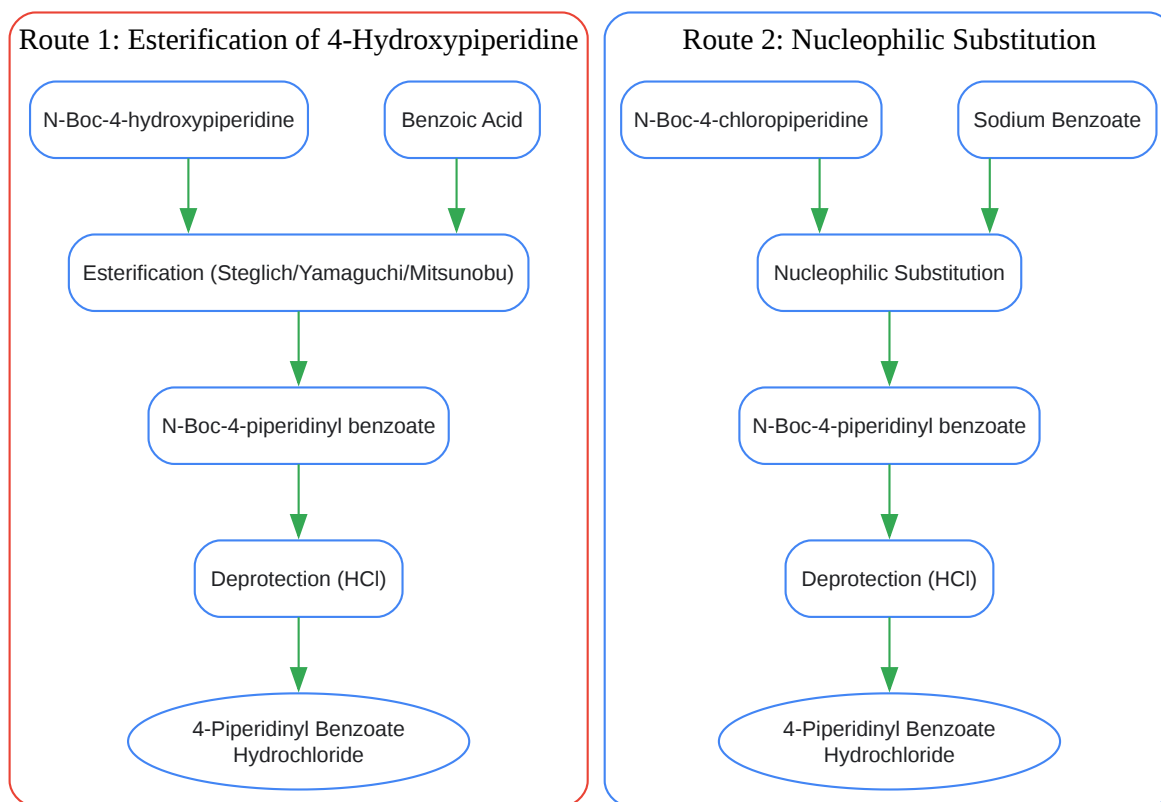 Route 1: Esterification of 4-Hydroxypiperidine
N-Boc-4-hydroxypiperidine
Benzoic Acid
Esterification (Steglich/Yamaguchi/Mitsunobu)
N-Boc-4-piperidinyl benzoate
Deprotection (HCl)
4-Piperidinyl Benzoate
Hydrochloride
Route 2: Nucleophilic Substitution
N-Boc-4-chloropiperidine
Sodium Benzoate
Nucleophilic Substitution
N-Boc-4-piperidinyl benzoate
Deprotection (HCl)
4-Piperidinyl Benzoate
Hydrochloride